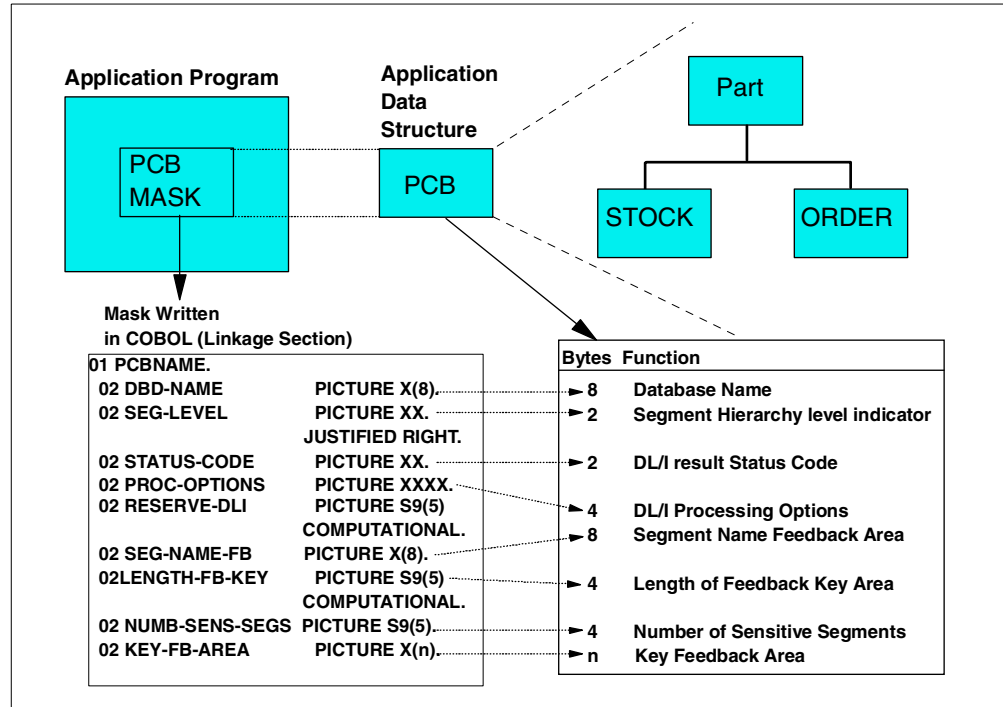 Application Program
Application
Data
Structure
Part
PCB
MASK
PCB
STOCK
ORDER
Mask Written
in COBOL (Linkage Section)
01 PCBNAME.
02 DBD-NAME PICTURE X(8).
02 SEG-LEVEL PICTURE XX.
JUSTIFIED RIGHT.
02 STATUS-CODE PICTURE XX.
02 PROC-OPTIONS PICTURE XXXX.
02 RESERVE-DLI PICTURE S9(5)
COMPUTATIONAL.
02 SEG-NAME-FB PICTURE X(8).
02LENGTH-FB-KEY PICTURE S9(5)
COMPUTATIONAL.
02 NUMB-SENS-SEGS PICTURE S9(5).
02 KEY-FB-AREA PICTURE X(n).
Bytes Function
8 Database Name
2 Segment Hierarchy level indicator
2 DL/I result Status Code
4 DL/I Processing Options
8 Segment Name Feedback Area
4 Length of Feedback Key Area
4 Number of Sensitive Segments
n Key Feedback Area